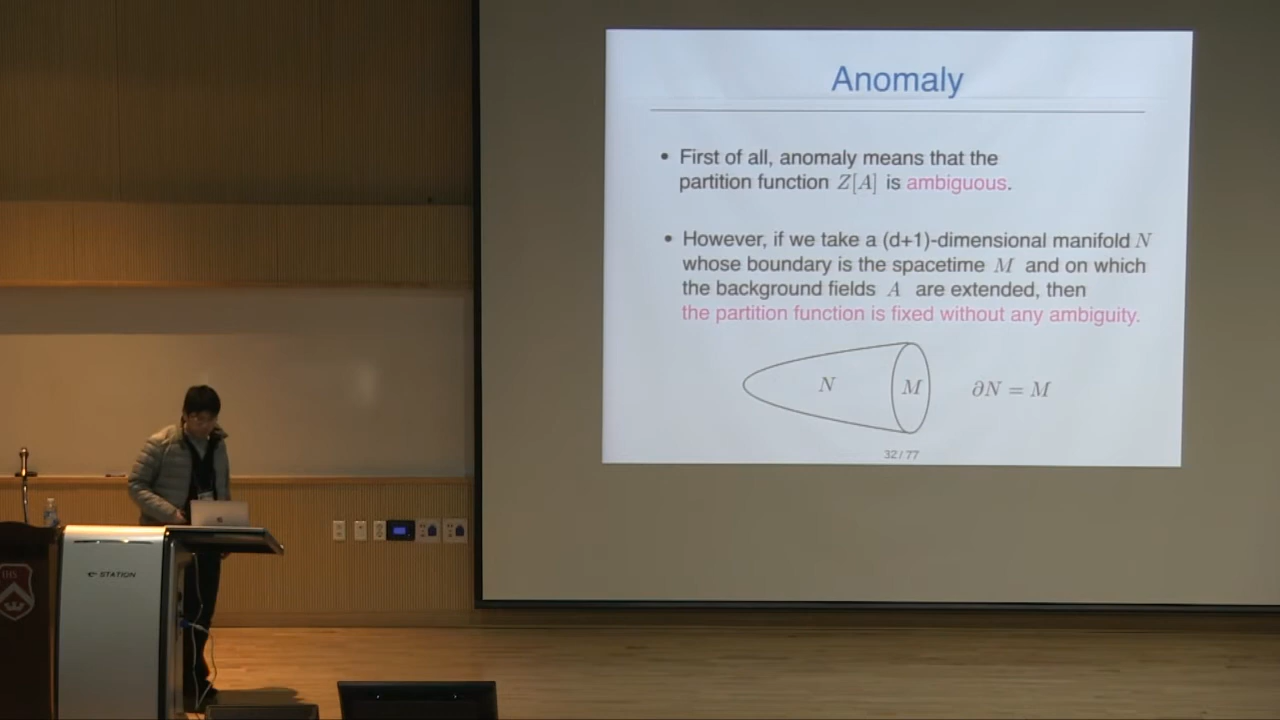 Anomaly
• First of all, anomaly means that the
partition function Z[A] is ambiguous.
• However, if we take a (d+1)-dimensional manifold N
whose boundary is the spacetime M and on which
the background fields A are extended, then
the partition function is fixed without any ambiguity.
N M ∂N = M
32 / 77
STATION